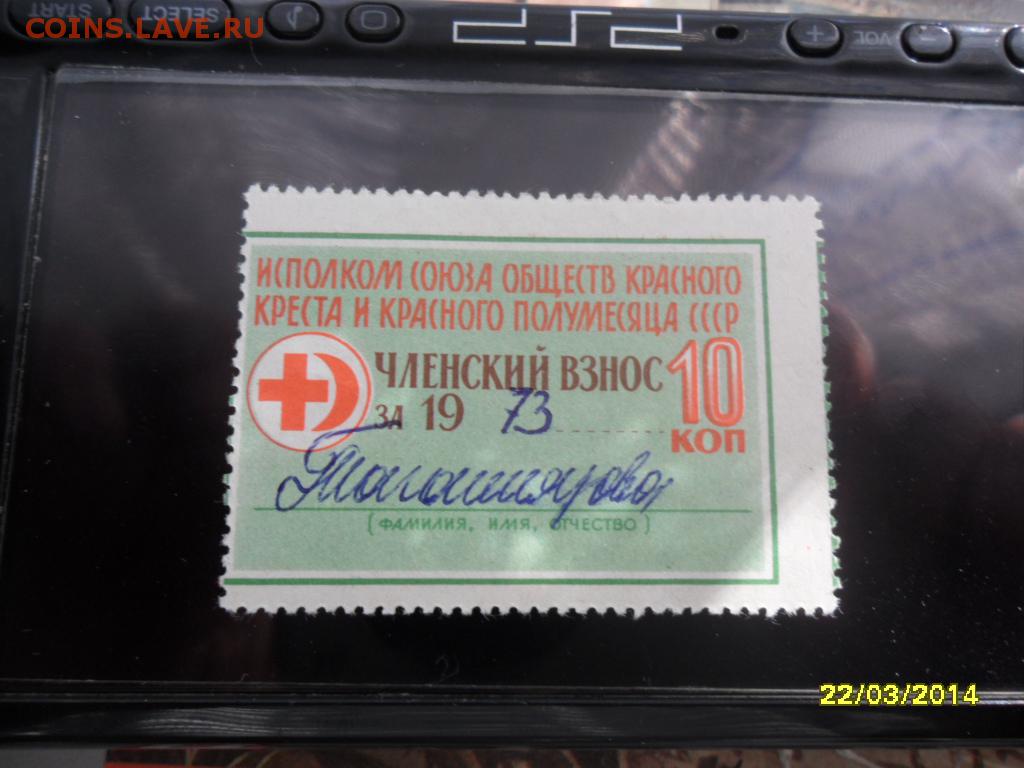 COINS.LAVE.RU
START
SELECT
VOL
ИСПОЛКОМ СОЮЗА ОБЩЕСТВ КРАСНОГО
КРЕСТА И КРАСНОГО ПОЛУМЕСЯЦА СССР
ЧЛЕНСКИЙ ВЗНОС 10
ЗА 19 73 КОП
(ФАМИЛИЯ, ИМЯ, ОТЧЕСТВО)
22/03/2014